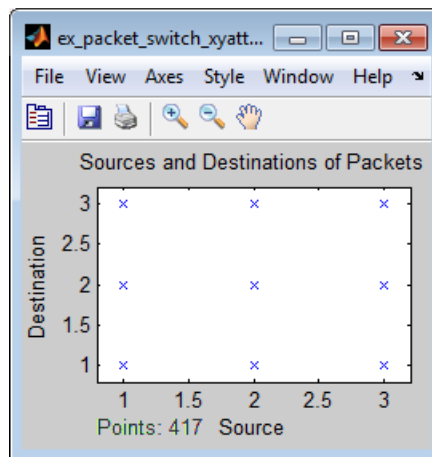 ex_packet_switch_xyatt...
File View Axes Style Window Help
Sources and Destinations of Packets
3
2.5
2
1.5
1
Destination
1 1.5 2 2.5 3
Points: 417 Source